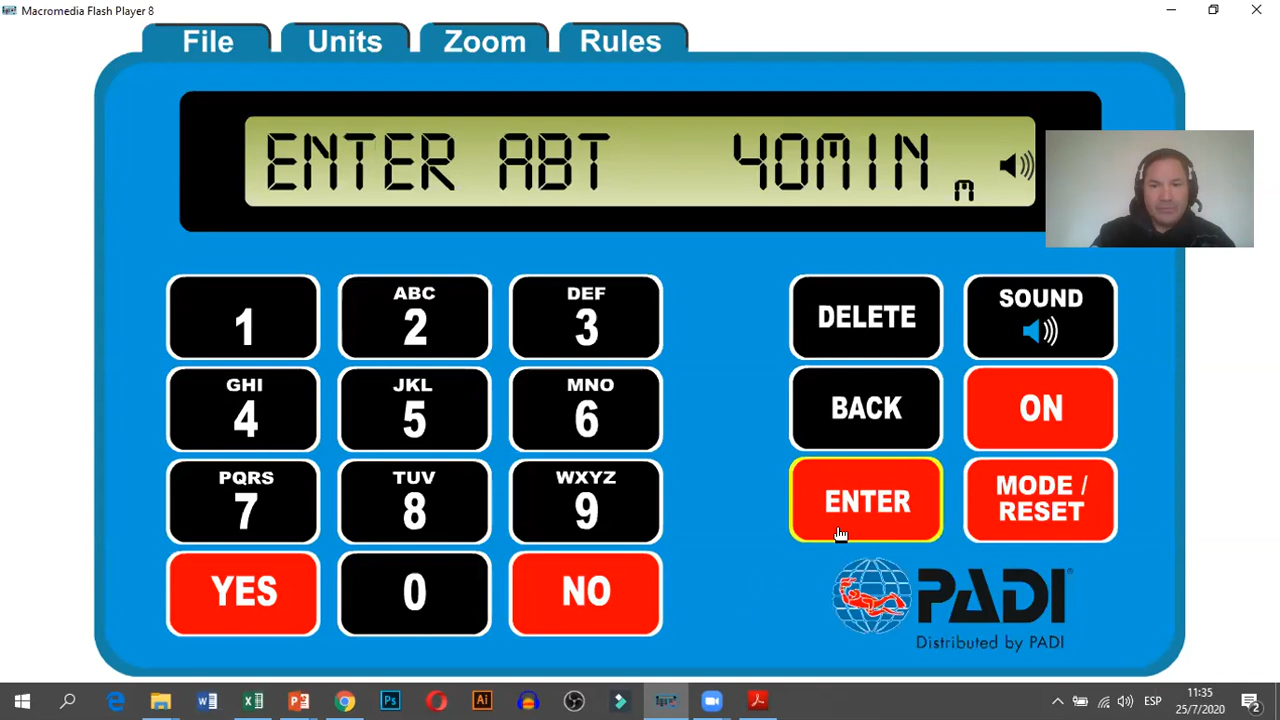 Macromedia Flash Player 8
File Units Zoom Rules
ENTER ABT 40MIN
m
1
ABC
2
DEF
3
DELETE
SOUND
GHI
4
JKL
5
MNO
6
BACK
ON
PQRS
7
TUV
8
WXYZ
9
ENTER
MODE /
RESET
YES
0
NO
PADI®
Distributed by PADI
ESP
11:35
25/7/2020
2